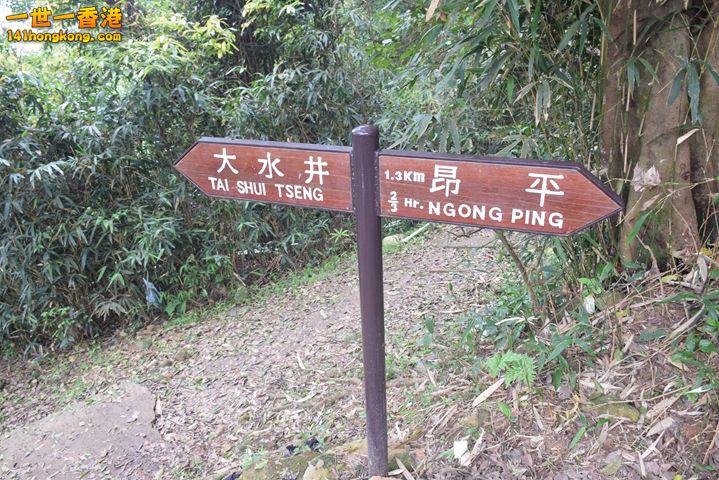 一世一香港
141hongkong.com
大水井
TAI SHUI TSENG
1.3Km 昂平
2/3 Hr. NGONG PING